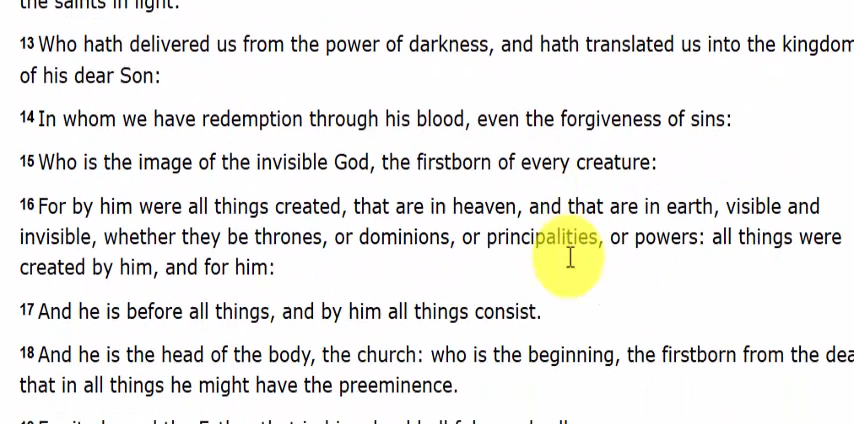 the saints in light.
13 Who hath delivered us from the power of darkness, and hath translated us into the kingdom
of his dear Son:
14 In whom we have redemption through his blood, even the forgiveness of sins:
15 Who is the image of the invisible God, the firstborn of every creature:
16 For by him were all things created, that are in heaven, and that are in earth, visible and
invisible, whether they be thrones, or dominions, or principalities, or powers: all things were
created by him, and for him:
17 And he is before all things, and by him all things consist.
18 And he is the head of the body, the church: who is the beginning, the firstborn from the dea
that in all things he might have the preeminence.